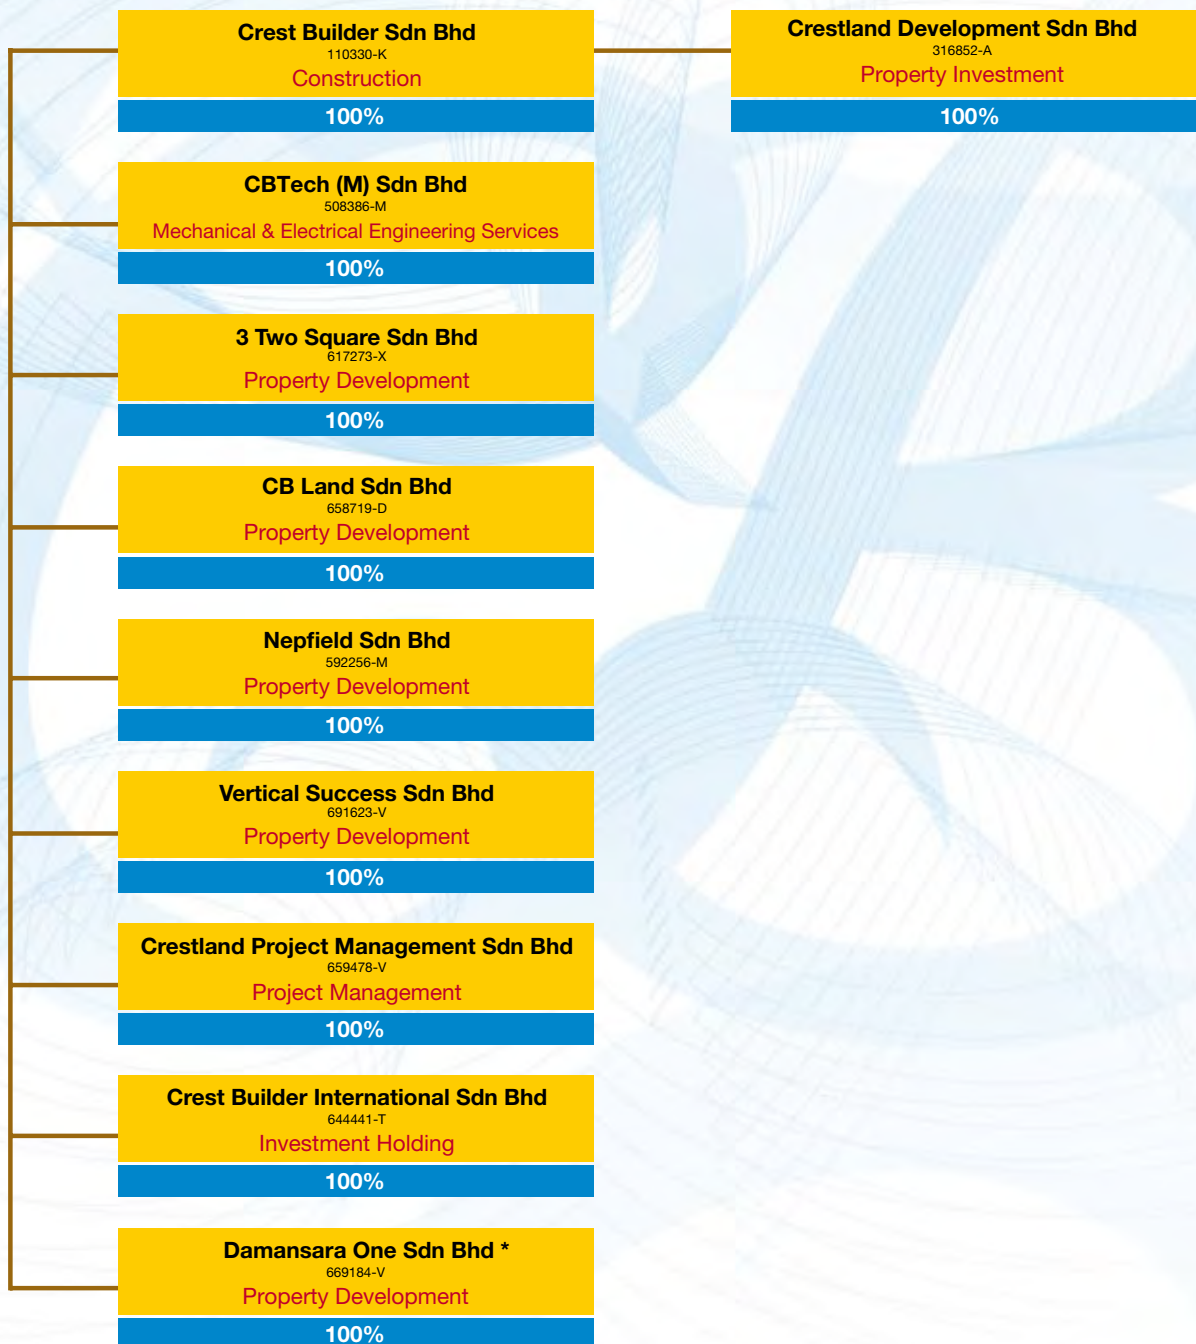 Crest Builder Sdn Bhd
110330-K
Construction
100%
Crestland Development Sdn Bhd
316852-A
Property Investment
100%
CBTech (M) Sdn Bhd
508386-M
Mechanical & Electrical Engineering Services
100%
3 Two Square Sdn Bhd
617273-X
Property Development
100%
CB Land Sdn Bhd
658719-D
Property Development
100%
Nepfield Sdn Bhd
592256-M
Property Development
100%
Vertical Success Sdn Bhd
691623-V
Property Development
100%
Crestland Project Management Sdn Bhd
659478-V
Project Management
100%
Crest Builder International Sdn Bhd
644441-T
Investment Holding
100%
Damansara One Sdn Bhd *
669184-V
Property Development
100%